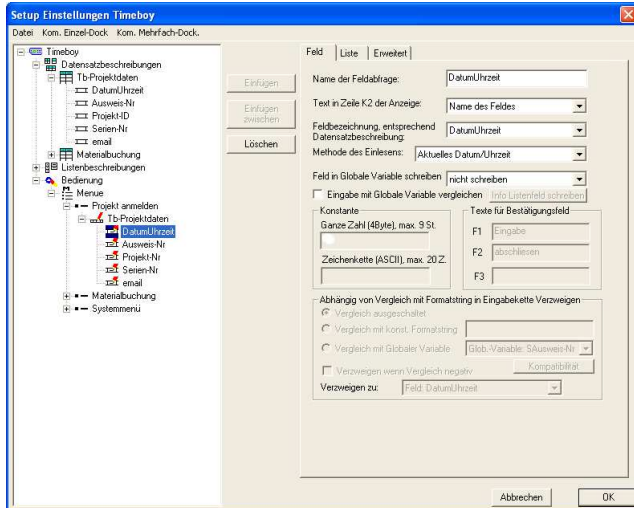 Setup Einstellungen Timeboy
Datei Kom. Einzel-Dock Kom. Mehrfach-Dock.
Timeboy
Datensatzbeschreibungen
Tb-Projektdaten
DatumUhrzeit
Ausweis-Nr
Projekt-ID
Serien-Nr
email
Materialbuchung
Listenbeschreibungen
Bedienung
Menue
Projekt anmelden
Tb-Projektdaten
DatumUhrzeit
Ausweis-Nr
Projekt-Nr
Serien-Nr
email
Materialbuchung
Systemmenü
Einfügen
Einfügen
zwischen
Löschen
Feld Liste Erweitert
Name der Feldabfrage: DatumUhrzeit
Text in Zeile K2 der Anzeige: Name des Feldes
Feldbezeichnung, entsprechend
Datensatzbeschreibung: DatumUhrzeit
Methode des Einlesens: Aktuelles Datum/Uhrzeit
Feld in Globale Variable schreiben nicht schreiben
Eingabe mit Globale Variable vergleichen Info Listenfeld schreiben
Konstante
Ganze Zahl (4Byte), max. 9 St.
Zeichenkette (ASCII), max. 20 Z.
Texte für Bestätigungsfeld
F1 Eingabe
F2 abschliesen
F3
Abhängig von Vergleich mit Formatstring in Eingabekette Verzweigen
Vergleich ausgeschaltet
Vergleich mit konst. Formatstring
Vergleich mit Globaler Variable Glob.-Variable: SAusweis-Nr
Verzweigen wenn Vergleich negativ Kompatibilität
Verzweigen zu: Feld: DatumUhrzeit
Abbrechen OK